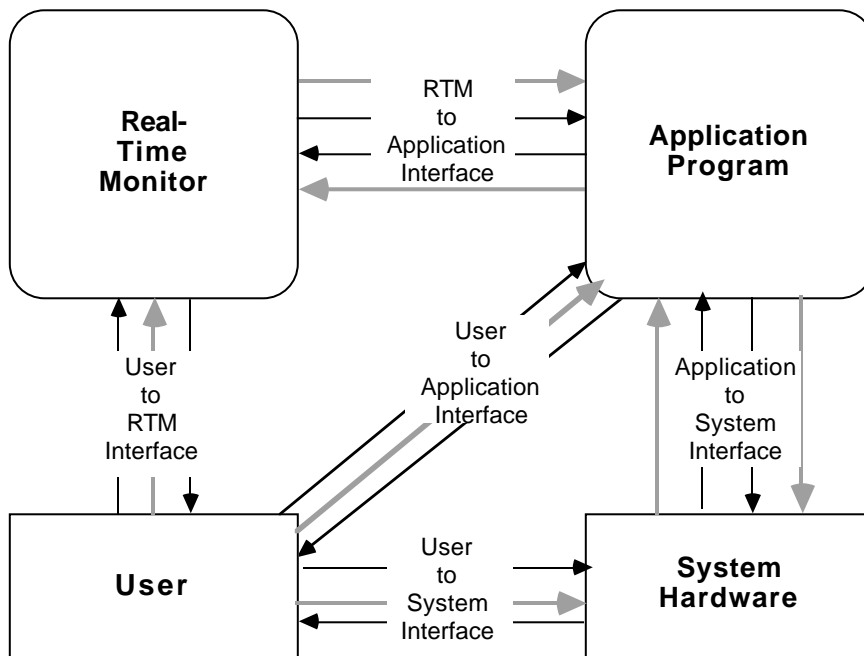 Real-
Time
Monitor
RTM
to
Application
Interface
Application
Program
User
to
RTM
Interface
User
to
Application
Interface
Application
to
System
Interface
User
User
to
System
Interface
System
Hardware